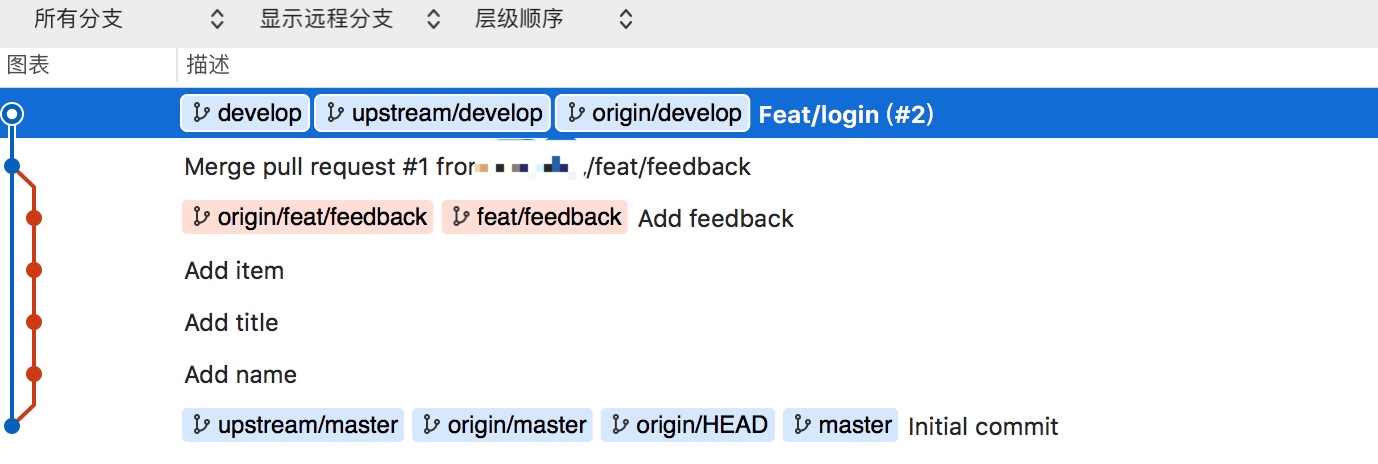 所有分支 显示远程分支 层级顺序
图表 描述
develop upstream/develop origin/develop Feat/login (#2)
Merge pull request #1 from /feat/feedback
origin/feat/feedback feat/feedback Add feedback
Add item
Add title
Add name
upstream/master origin/master origin/HEAD master Initial commit